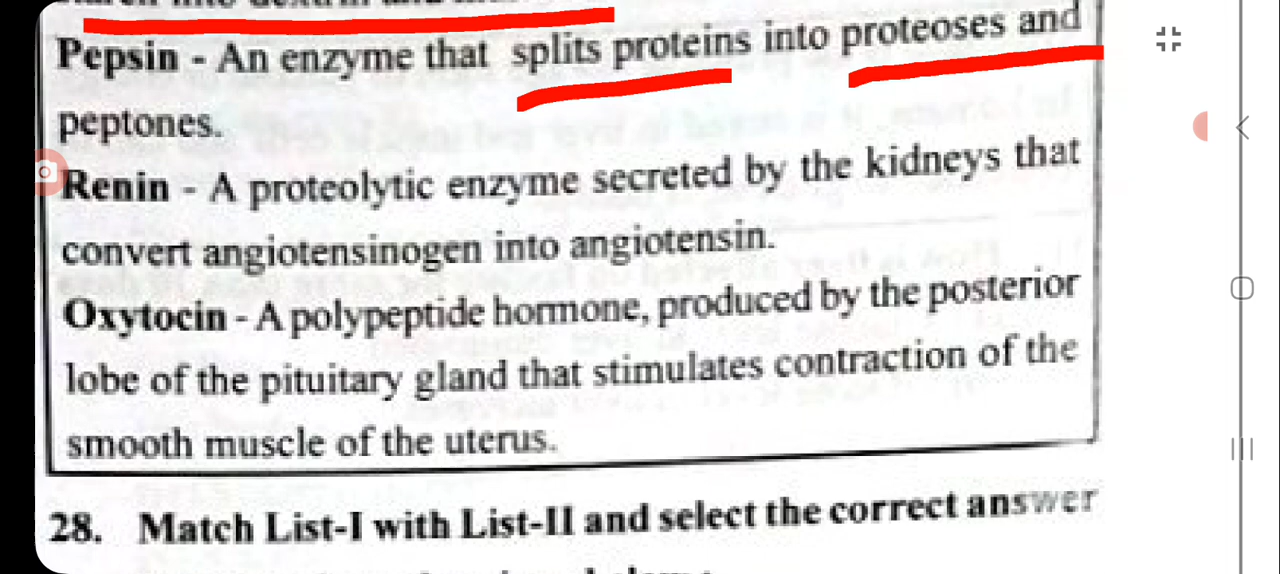 Pepsin - An enzyme that splits proteins into proteoses and
peptones.
Renin - A proteolytic enzyme secreted by the kidneys that
convert angiotensinogen into angiotensin.
Oxytocin - A polypeptide hormone, produced by the posterior
lobe of the pituitary gland that stimulates contraction of the
smooth muscle of the uterus.
28. Match List-I with List-II and select the correct answer